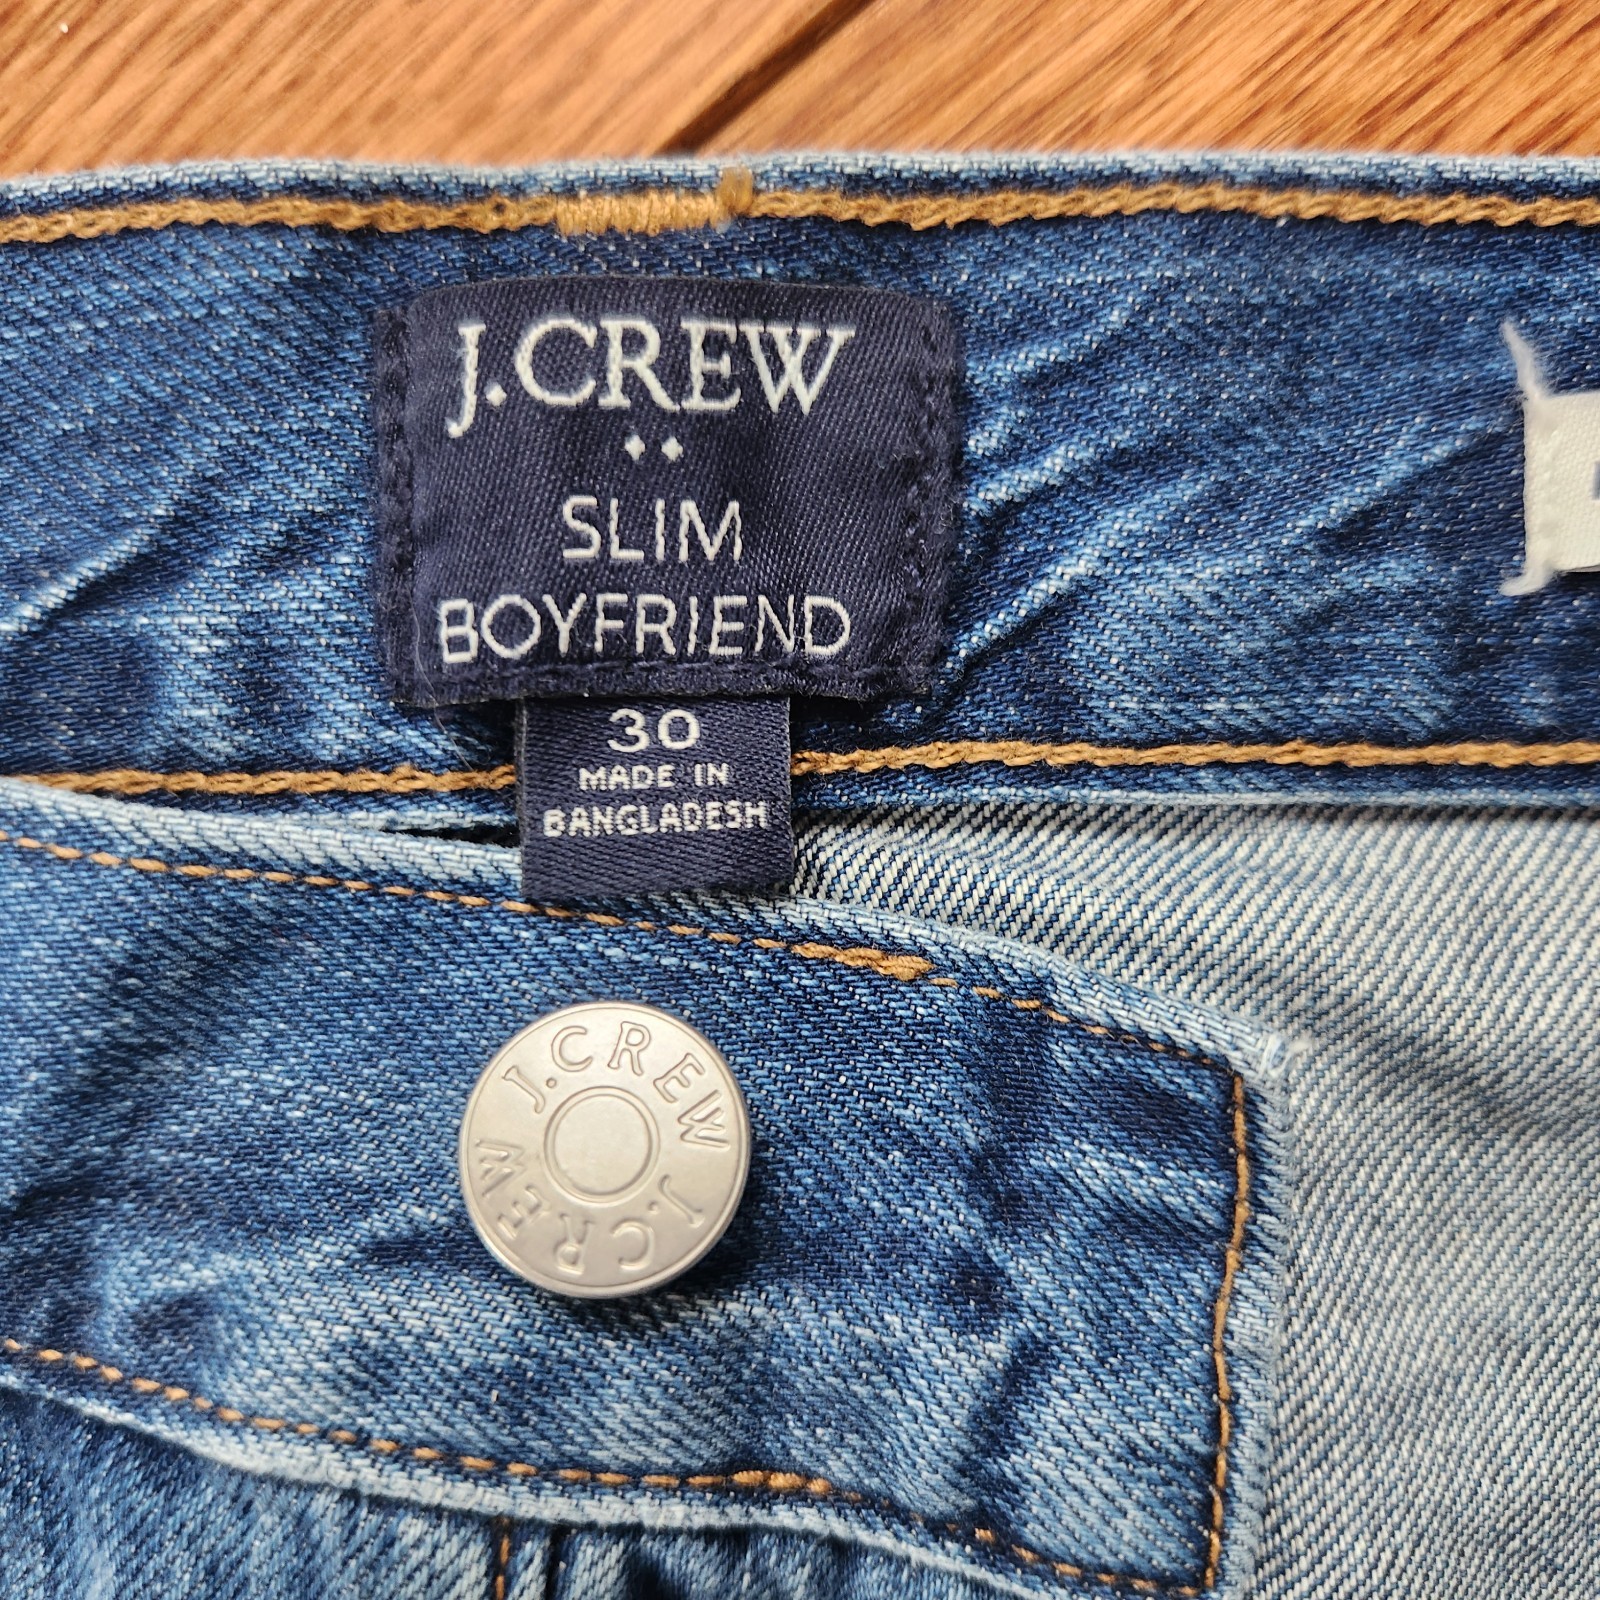 J.CREW
SLIM
BOYFRIEND
30
MADE IN
BANGLADESH
J.CREW J.CREW